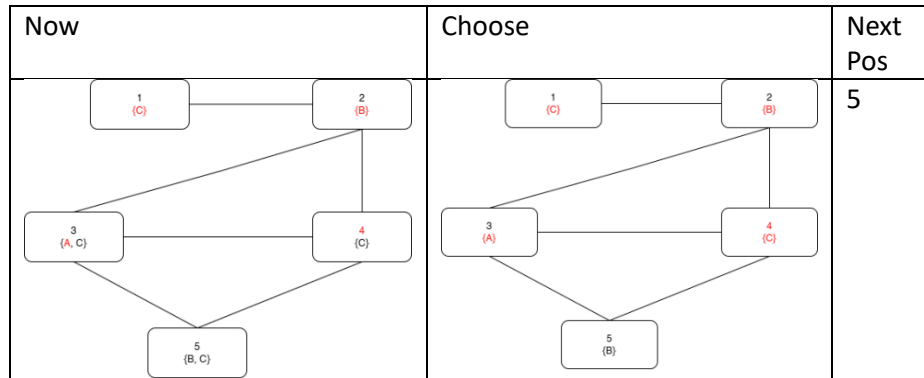 Now
Choose
Next
Pos
1
{C}
2
{B}
3
{A, C}
4
{C}
5
{B, C}
1
{C}
2
{B}
3
{A}
4
{C}
5
{B}
5